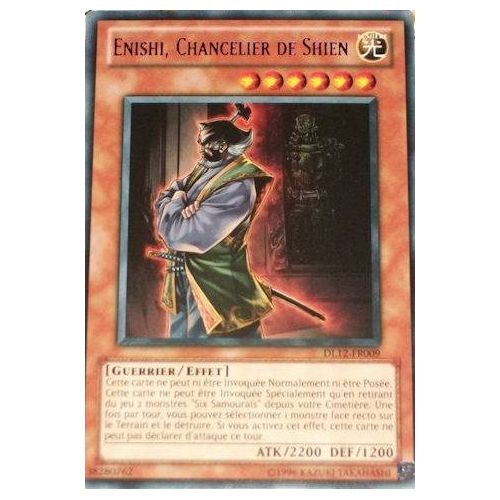 Enishi, Chancelier de Shien
光
DL12-FR009
[Guerrier/Effet]
Cette carte ne peut ni être Invoquée Normalement ni être Posée.
Cette carte ne peut être Invoquée Spécialement qu'en retirant
du jeu 2 monstres "Six Samouraïs" depuis votre Cimetière. Une
fois par tour, vous pouvez sélectionner 1 monstre face recto sur
le Terrain et le détruire. Si vous activez cet effet, cette carte ne
peut pas déclarer d'attaque ce tour.
ATK/2200 DEF/1200
38280762 ©1996 KAZUKI TAKAHASHI